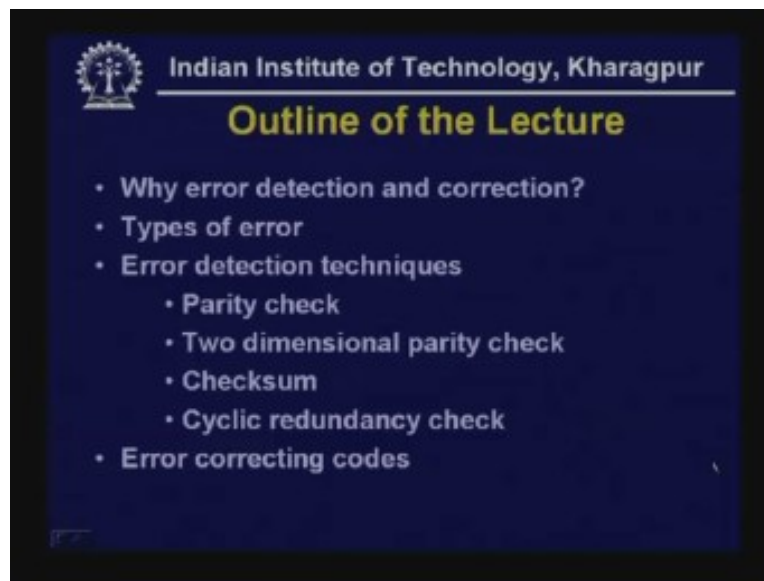 Indian Institute of Technology, Kharagpur
Outline of the Lecture
• Why error detection and correction?
• Types of error
• Error detection techniques
• Parity check
• Two dimensional parity check
• Checksum
• Cyclic redundancy check
• Error correcting codes